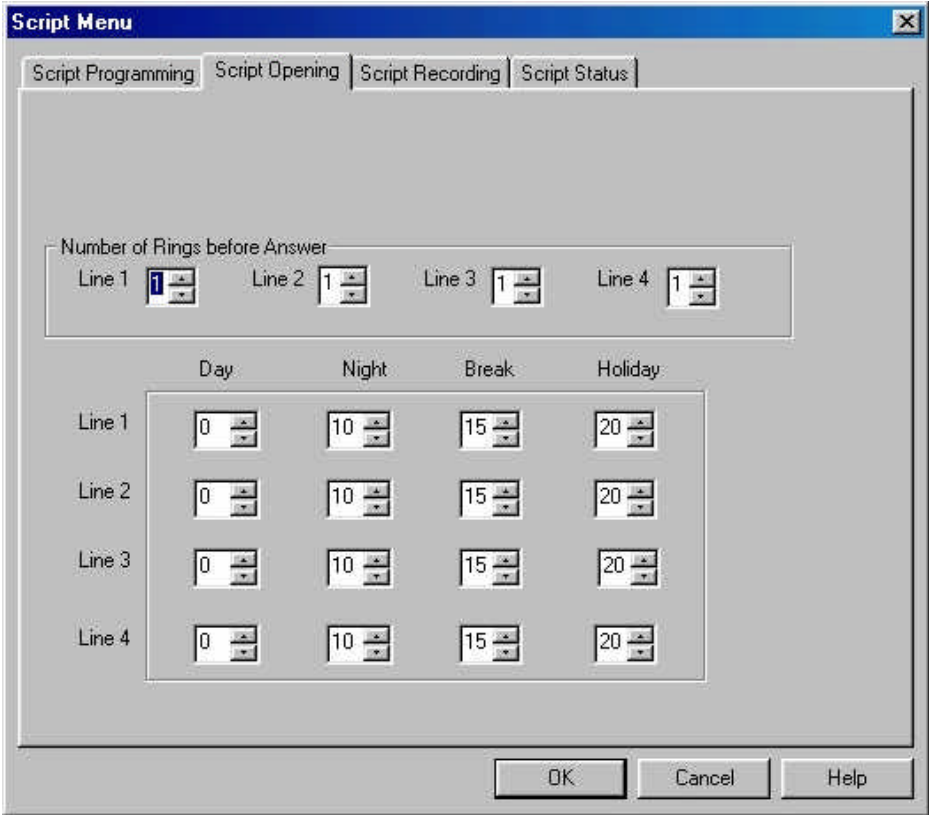 Script Menu
Script Programming Script Opening Script Recording Script Status
Number of Rings before Answer
Line 1 1 Line 2 1 Line 3 1 Line 4 1
Day Night Break Holiday
Line 1 0 10 15 20
Line 2 0 10 15 20
Line 3 0 10 15 20
Line 4 0 10 15 20
OK Cancel Help